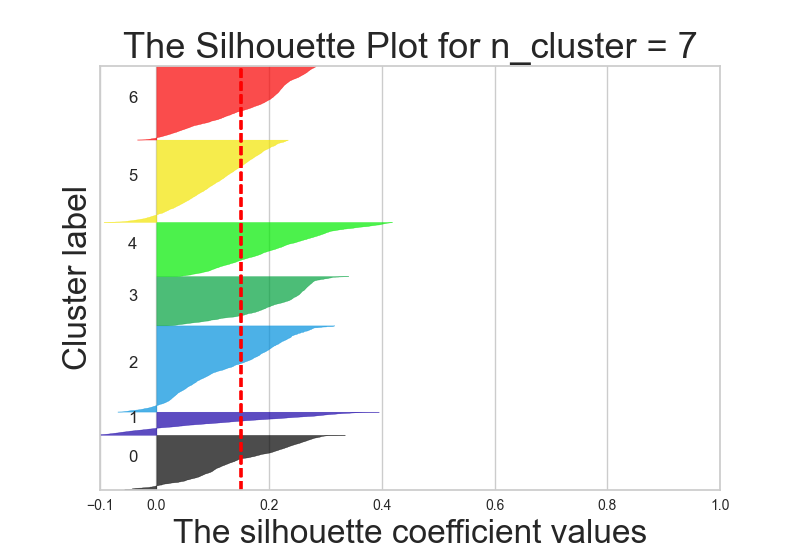 The Silhouette Plot for n_cluster = 7
Cluster label
6
5
4
3
2
1
0
−0.1 0.0 0.2 0.4 0.6 0.8 1.0
The silhouette coefficient values